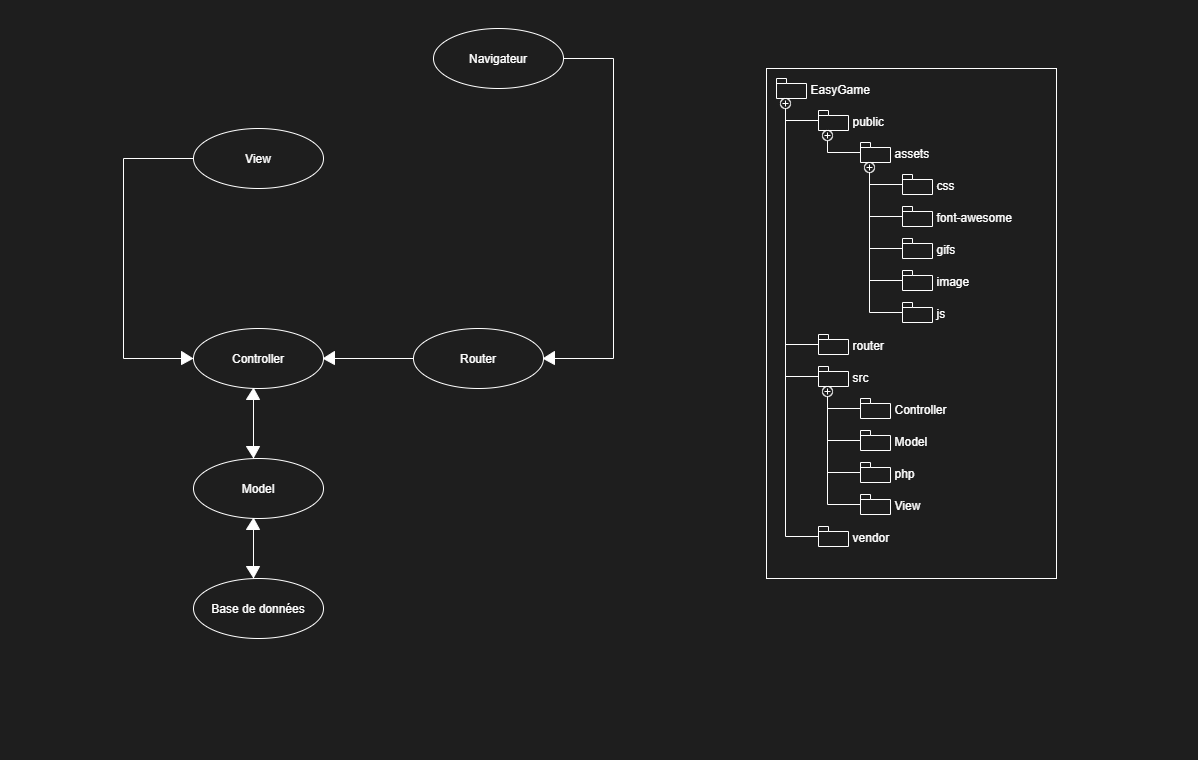 Navigateur
View
Controller
Router
Model
Base de données
EasyGame
public
assets
css
font-awesome
gifs
image
js
router
src
Controller
Model
php
View
vendor